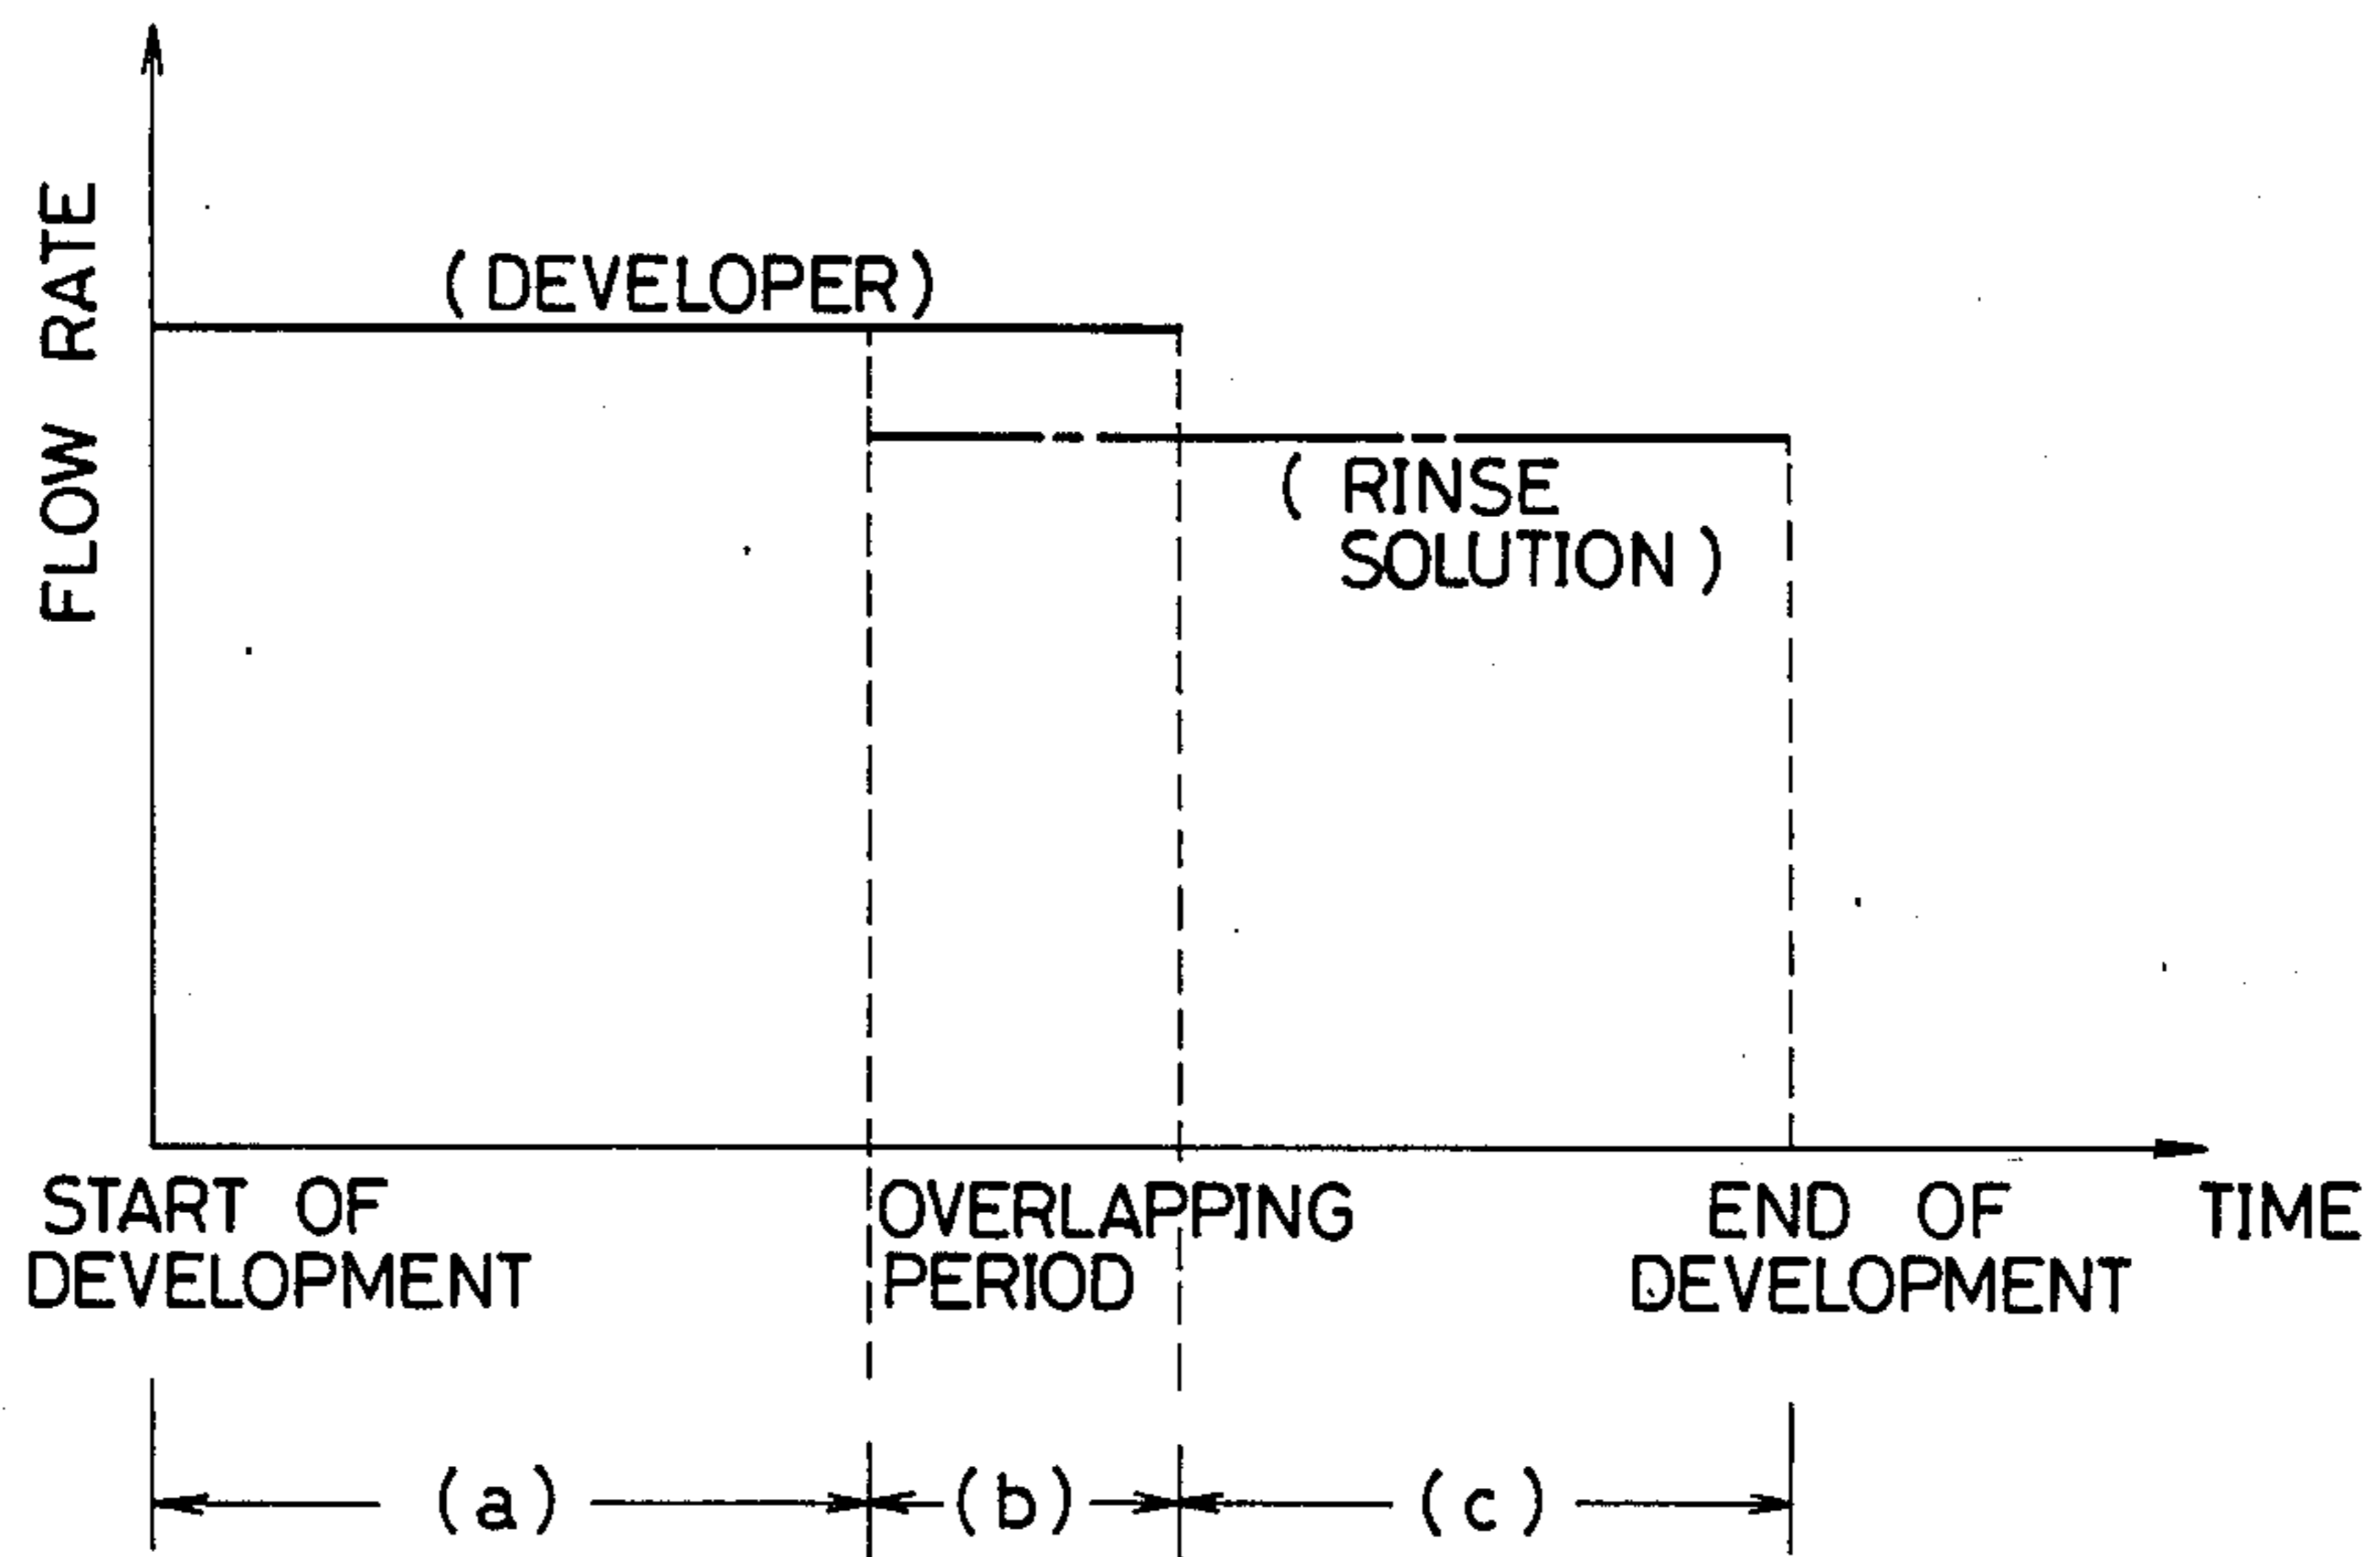 FLOW RATE
(DEVELOPER)
( RINSE
SOLUTION )
START OF
DEVELOPMENT
OVERLAPPING
PERIOD
END OF
DEVELOPMENT
TIME
(a)
(b)
(c)